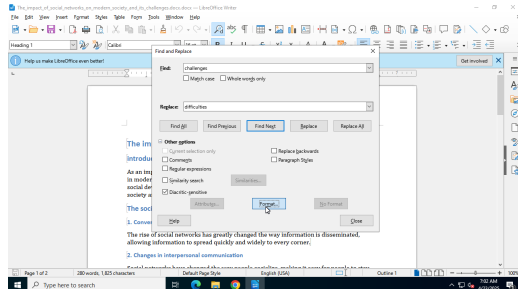 The_impact_of_social_networks_on_modern_society_and_its_challenges.docx.docx — LibreOffice Writer
File Edit View Insert Format Styles Table Form Tools Window Help
Heading 1
Calibri
Help us make LibreOffice even better!
Get involved
Find and Replace
Find: challenges
Match case Whole words only
Replace: difficulties
Find All Find Previous Find Next Replace Replace All
Other options
Current selection only Replace backwards
Comments Paragraph Styles
Regular expressions
Similarity search Similarities...
Diacritic-sensitive
Attributes... Format... No Format
Help Close
The im
Introdu
As an im
in moder
social de
society a
The soci
1. Conver
The rise of social networks has greatly changed the way information is disseminated,
allowing information to spread quickly and widely to every corner.
2. Changes in interpersonal communication
Page 1 of 2 280 words, 1,825 characters Default Page Style English (USA) Outline 1 100%
Type here to search
7:02 AM